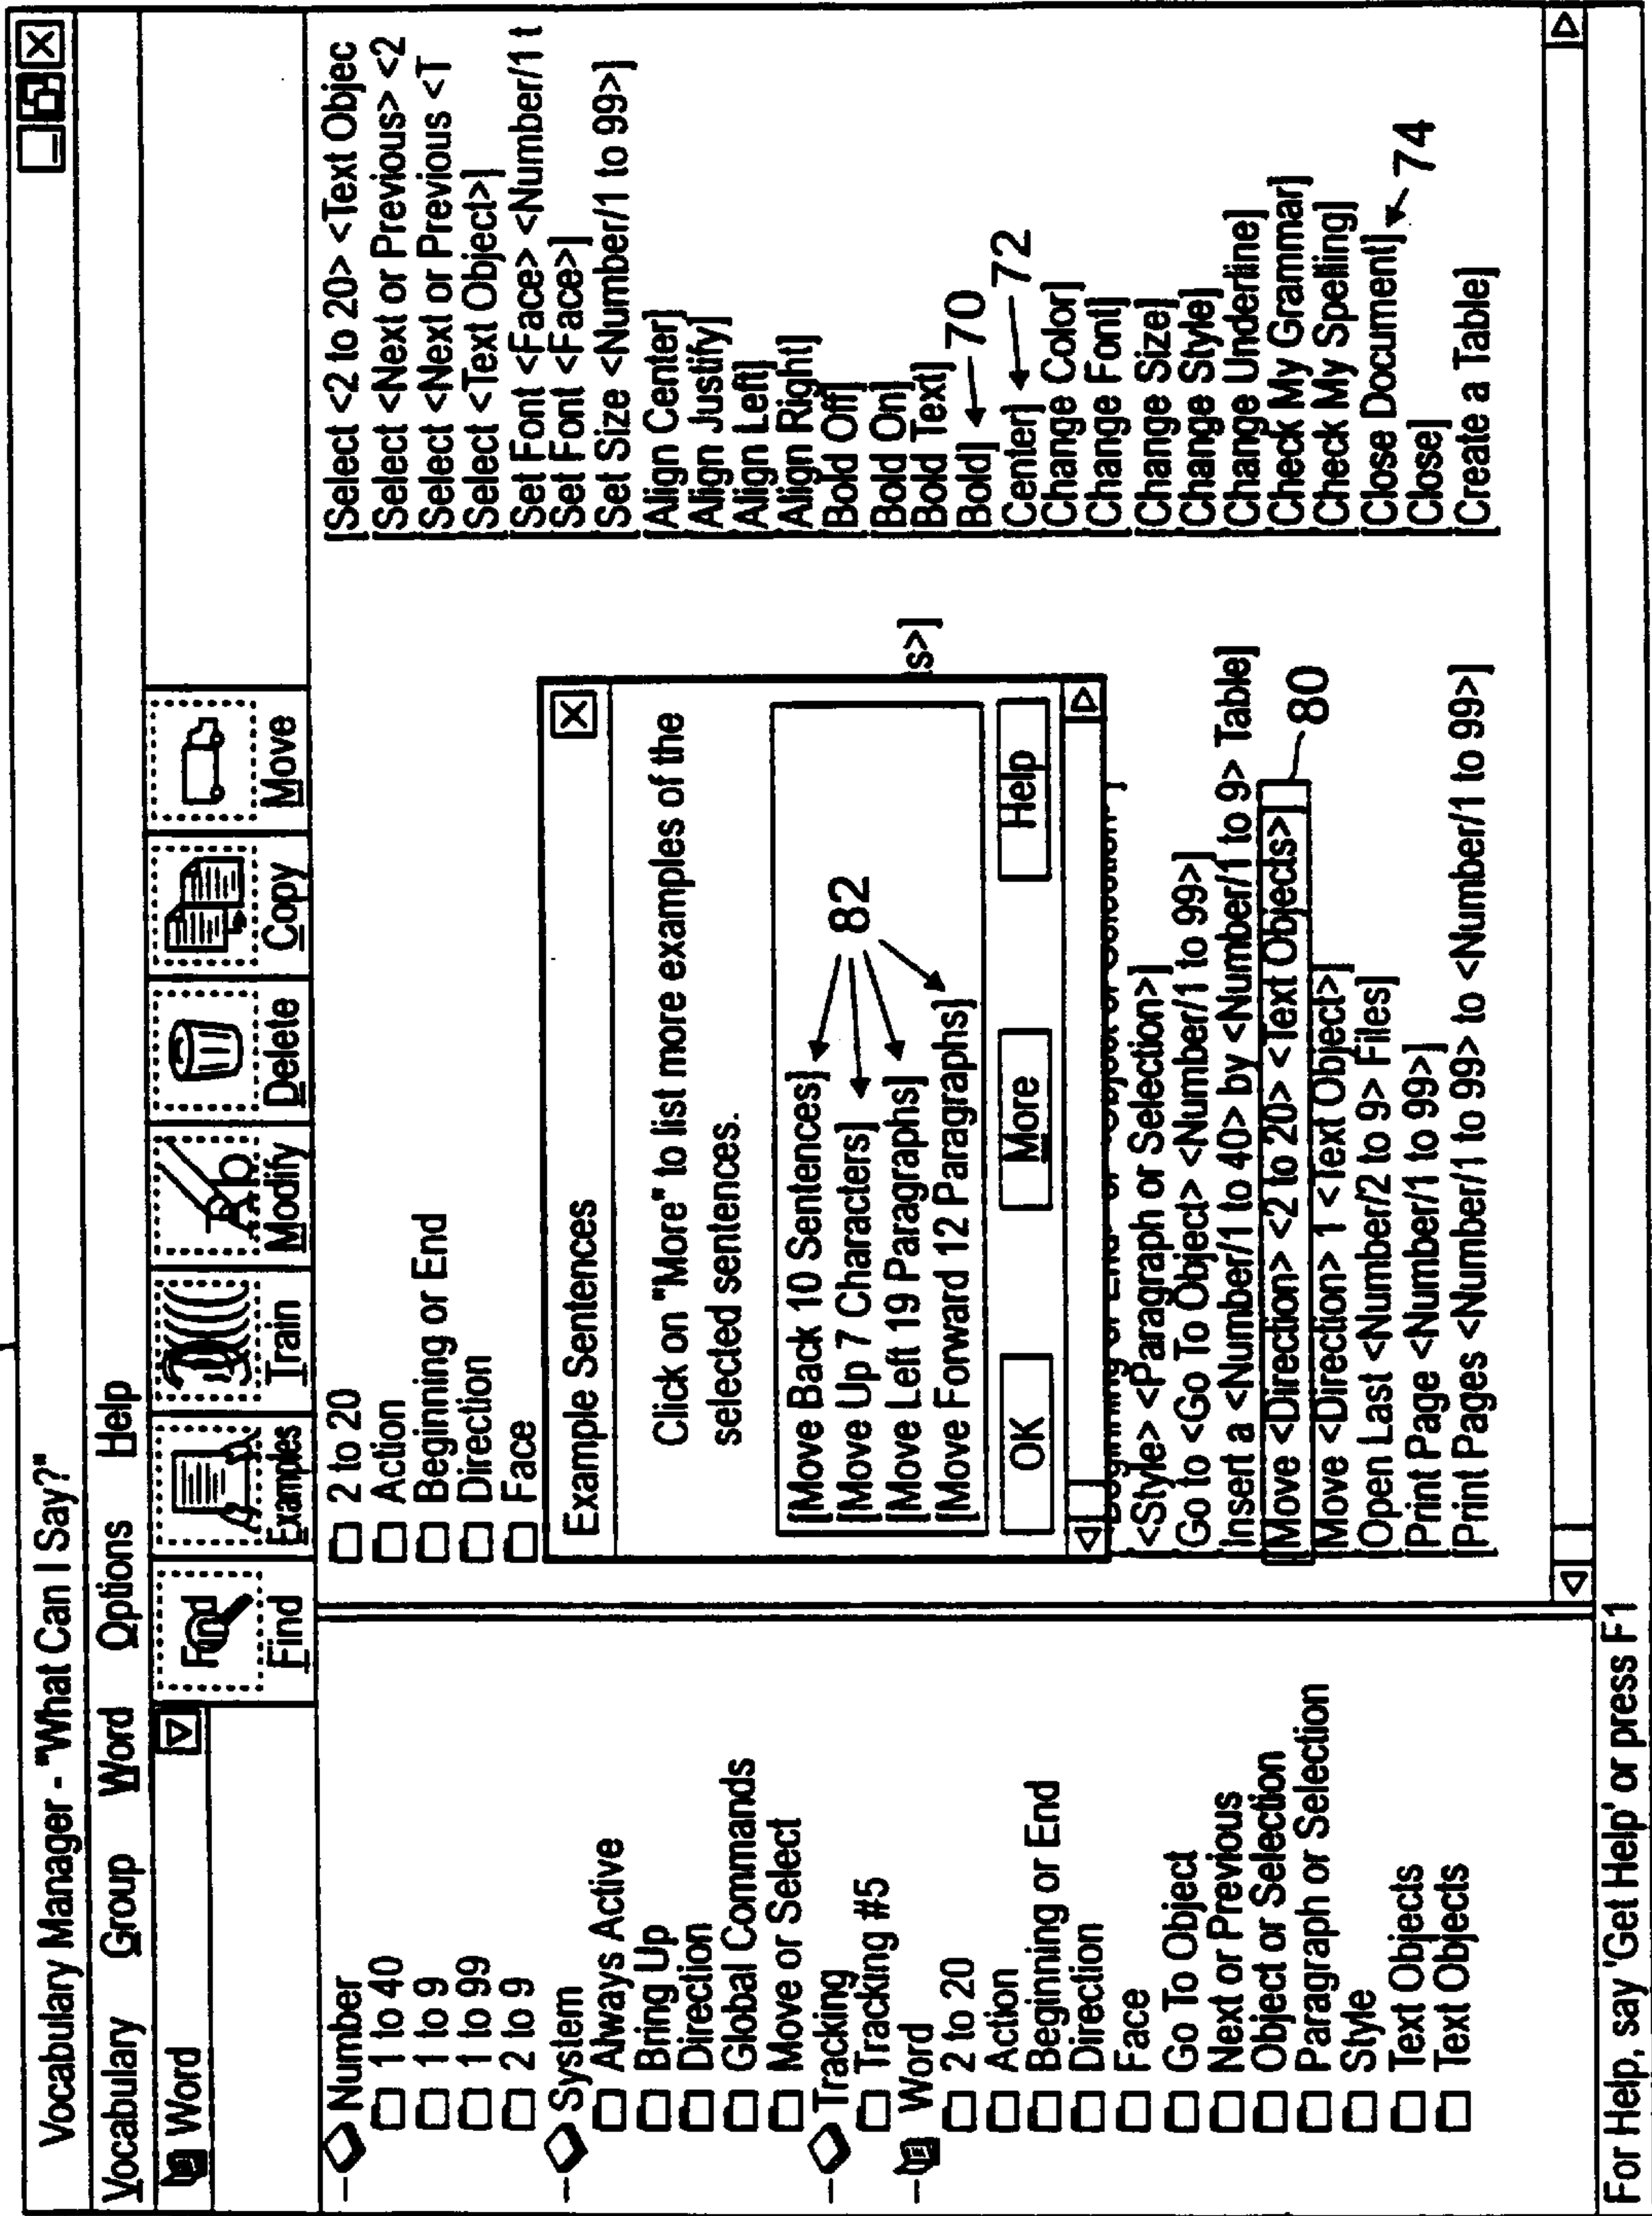 Vocabulary Manager - "What Can I Say?"
Vocabulary Group Word Options Help
Word
Find
Find Examples Train Modify Delete Copy Move
Number
1 to 40
1 to 9
1 to 99
2 to 9
System
Always Active
Bring Up
Direction
Global Commands
Move or Select
Tracking
Tracking #5
Word
2 to 20
Action
Beginning or End
Direction
Face
Go To Object
Next or Previous
Object or Selection
Paragraph or Selection
Style
Text Objects
Text Objects
2 to 20
Action
Beginning or End
Direction
Face
Example Sentences
Click on "More" to list more examples of the
selected sentences.
[Move Back 10 Sentences]
[Move Up 7 Characters]
[Move Left 19 Paragraphs]
[Move Forward 12 Paragraphs]
82
OK More Help
s>]
<Style> <Paragraph or Selection>]
[Go to <Go To Object> <Number/1 to 99>]
[Insert a <Number/1 to 40> by <Number/1 to 9> Table]
[Move <Direction> <2 to 20> <Text Objects>]
80
[Move <Direction> 1 <Text Object>]
[Open Last <Number/2 to 9> Files]
[Print Page <Number/1 to 99>]
[Print Pages <Number/1 to 99> to <Number/1 to 99>]
[Select <2 to 20> <Text Objec
[Select <Next or Previous> <2
[Select <Next or Previous <T
[Select <Text Object>]
[Set Font <Face> <Number/1 t
[Set Font <Face>]
[Set Size <Number/1 to 99>]
[Align Center]
[Align Justify]
[Align Left]
[Align Right]
[Bold Off]
[Bold On]
[Bold Text]
[Bold] 70
[Center] 72
[Change Color]
[Change Font]
[Change Size]
[Change Style]
[Change Underline]
[Check My Grammar]
[Check My Spelling]
[Close Document] 74
[Close]
[Create a Table]
For Help, say 'Get Help' or press F1